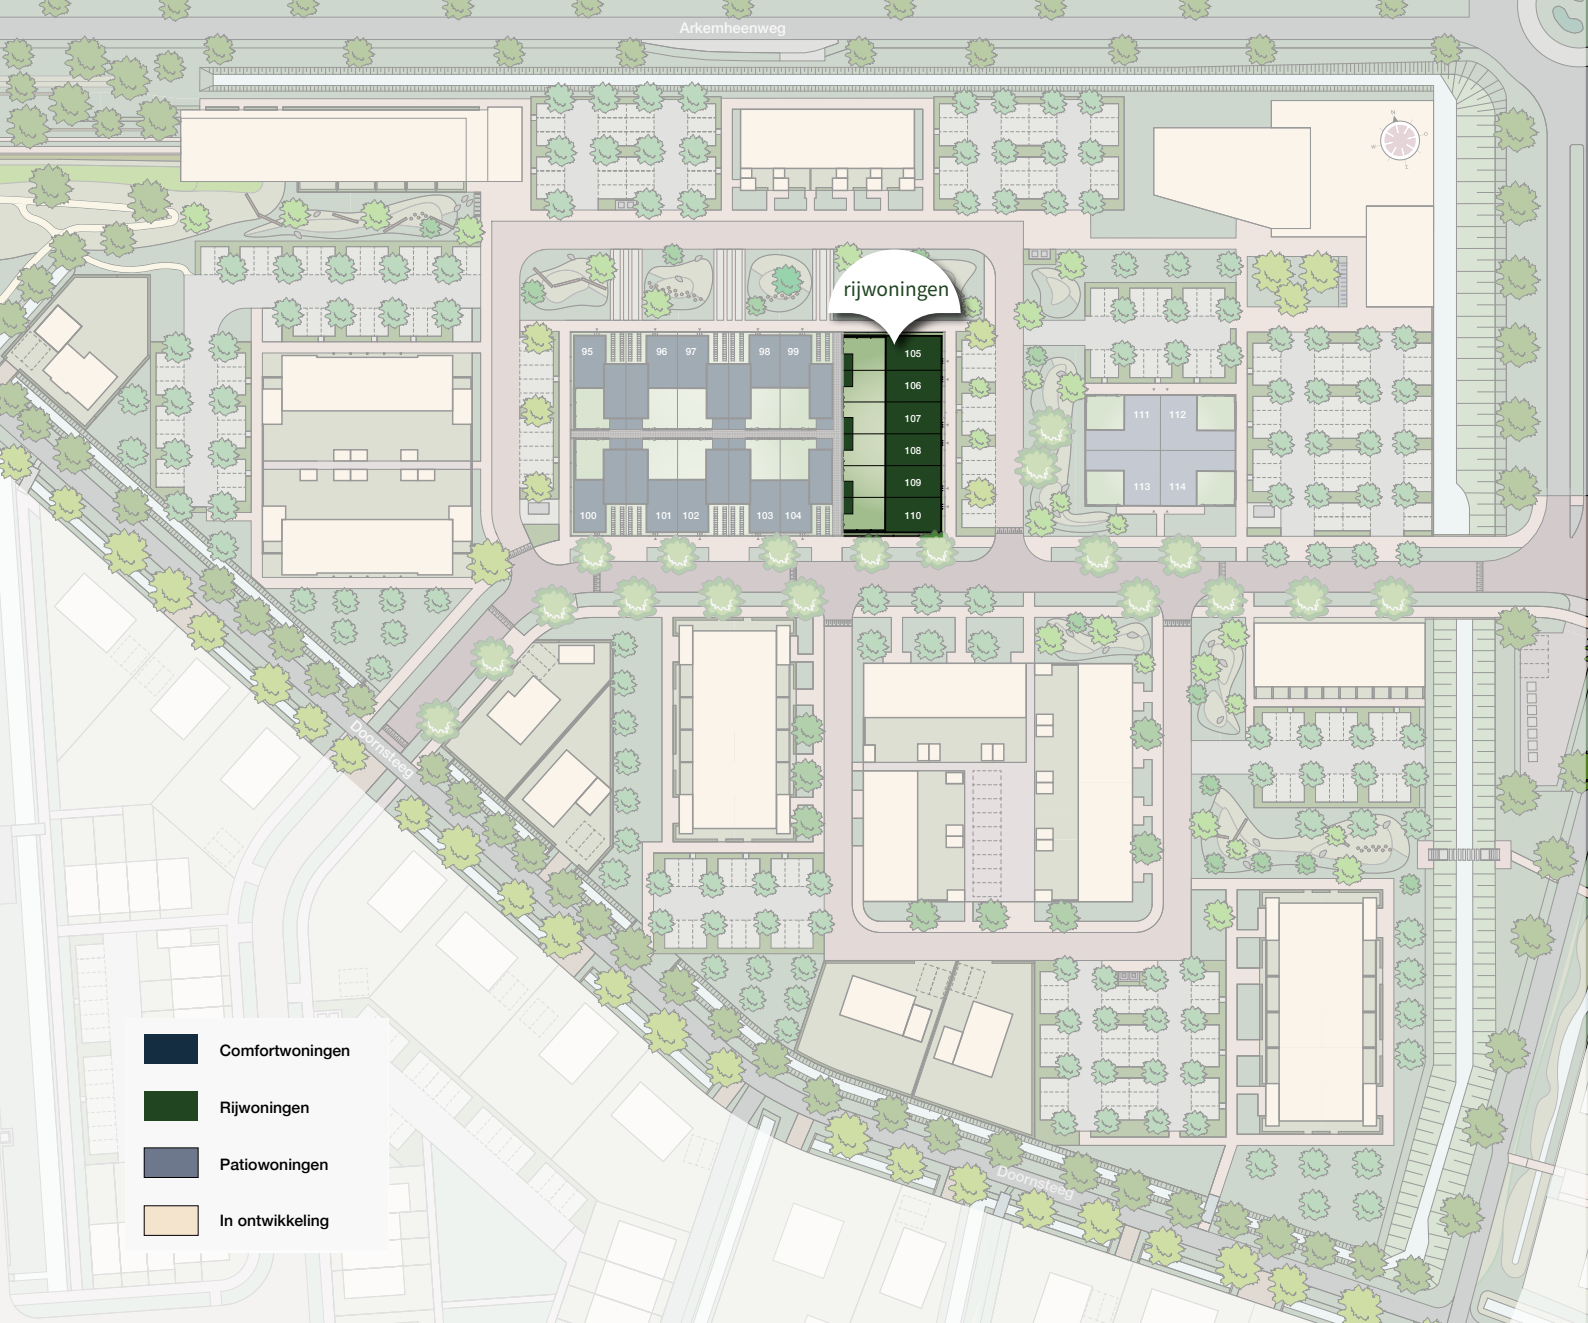 Arkemheenweg
N
O
W
Z
rijwoningen
95
96 97
98 99
105
106
107
108
109
110
111 112
113 114
100
101 102
103 104
Doornsteeg
Doornsteeg
Comfortwoningen
Rijwoningen
Patiowoningen
In ontwikkeling